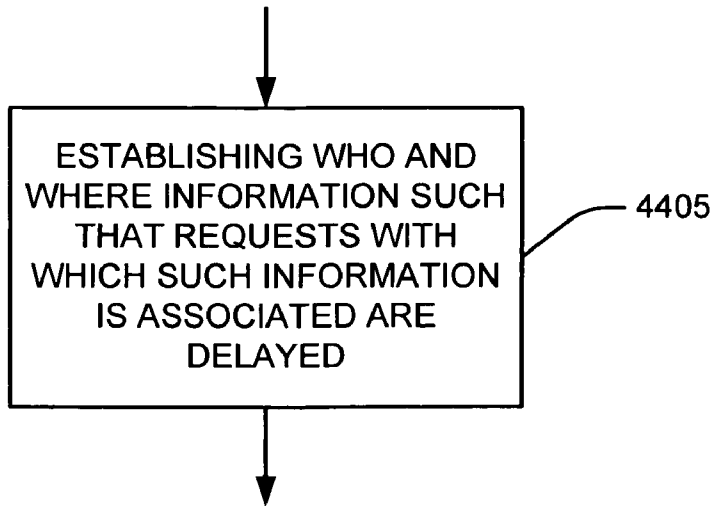 ESTABLISHING WHO AND
WHERE INFORMATION SUCH
THAT REQUESTS WITH
WHICH SUCH INFORMATION
IS ASSOCIATED ARE
DELAYED
4405